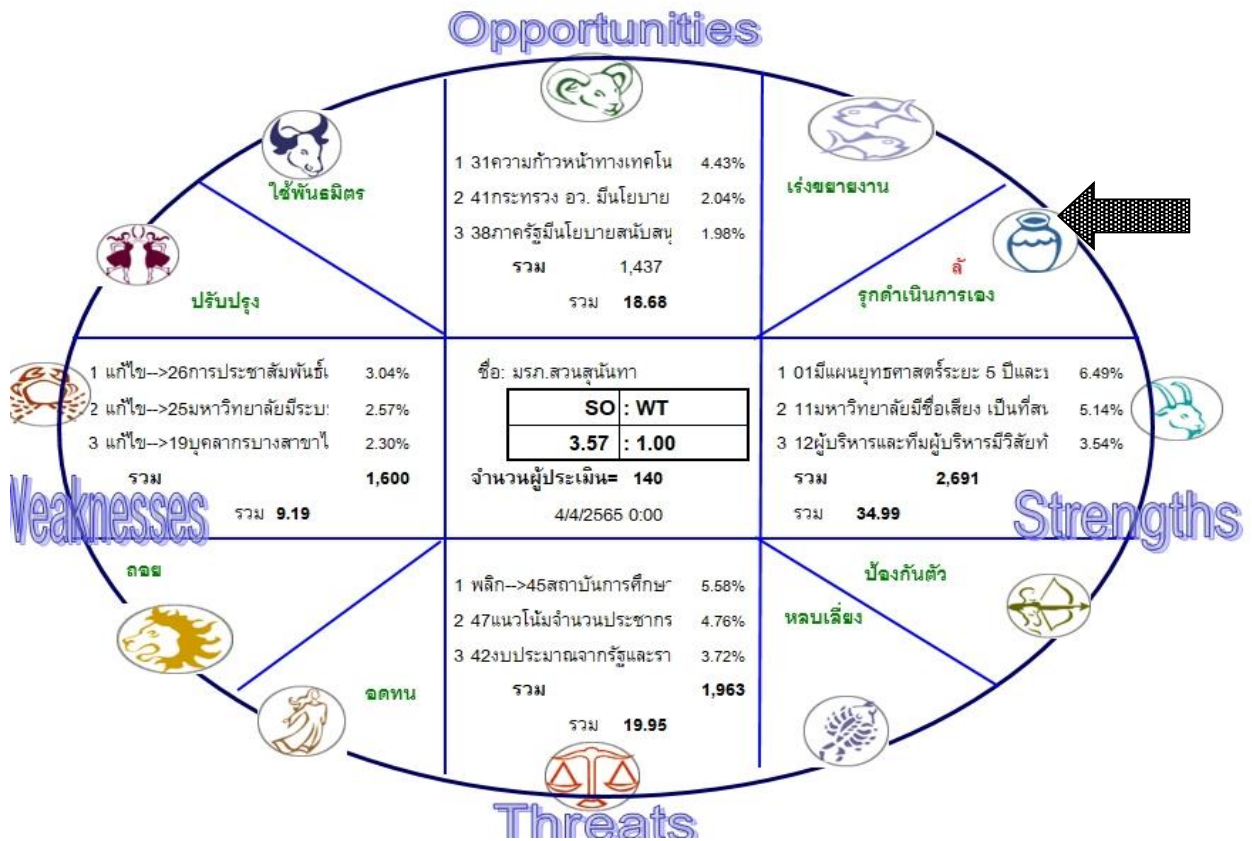 Opportunities
1 31ความก้าวหน้าทางเทคโน 4.43%
2 41กระทรวง อว. มีนโยบาย 2.04%
3 38ภาครัฐมีนโยบายสนับสนุ 1.98%
รวม 1,437
รวม 18.68
ใช้พันธมิตร
ปรับปรุง
เร่งขยายงาน
ลั
รุกดำเนินการเอง
1 แก้ไข-->26การประชาสัมพันธ์เ 3.04%
2 แก้ไข-->25มหาวิทยาลัยมีระบ 2.57%
3 แก้ไข-->19บุคลากรบางสาขาไ 2.30%
รวม 1,600
รวม 9.19
Weaknesses
ชื่อ: มรภ.สวนสุนันทา
SO : WT
3.57 : 1.00
จำนวนผู้ประเมิน= 140
4/4/2565 0:00
1 01มีแผนยุทธศาสตร์ระยะ 5 ปีและ 6.49%
2 11มหาวิทยาลัยมีชื่อเสียง เป็นที่ 5.14%
3 12ผู้บริหารและทีมผู้บริหารมีวิสัยทั 3.54%
รวม 2,691
รวม 34.99
Strengths
ถอย
อดทน
1 พลิก-->45สถาบันการศึกษา 5.58%
2 47แนวโน้มจำนวนประชากร 4.76%
3 42งบประมาณจากรัฐและรา 3.72%
รวม 1,963
รวม 19.95
ป้องกันตัว
หลบเลี่ยง
Threats